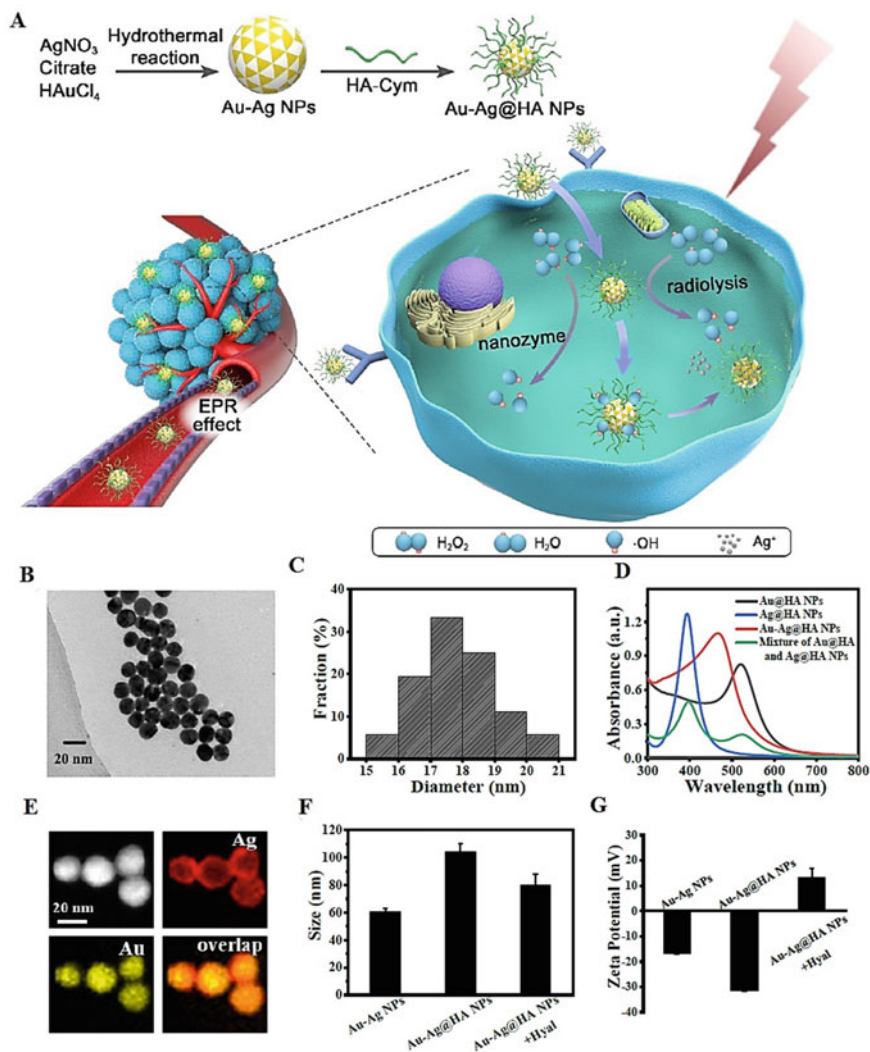 A
AgNO₃
Citrate
HAuCl₄
Hydrothermal
reaction
Au-Ag NPs
HA-Cym
Au-Ag@HA NPs
nanozyme
radiolysis
EPR
effect
H₂O₂
H₂O
·OH
Ag⁺
B
20 nm
C
Fraction (%)
40
30
20
10
0
15 16 17 18 19 20 21
Diameter (nm)
D
Absorbance (a.u.)
1.2
0.9
0.6
0.3
0.0
Au@HA NPs
Ag@HA NPs
Au-Ag@HA NPs
Mixture of Au@HA
and Ag@HA NPs
300 400 500 600 700 800
Wavelength (nm)
E
20 nm
Ag
Au
overlap
F
Size (nm)
120
100
80
60
40
20
0
Au-Ag NPs
Au-Ag@HA NPs
Au-Ag@HA NPs
+Hyal
G
Zeta Potential (mV)
30
20
10
0
-10
-20
-30
-40
Au-Ag NPs
Au-Ag@HA NPs
Au-Ag@HA NPs
+Hyal